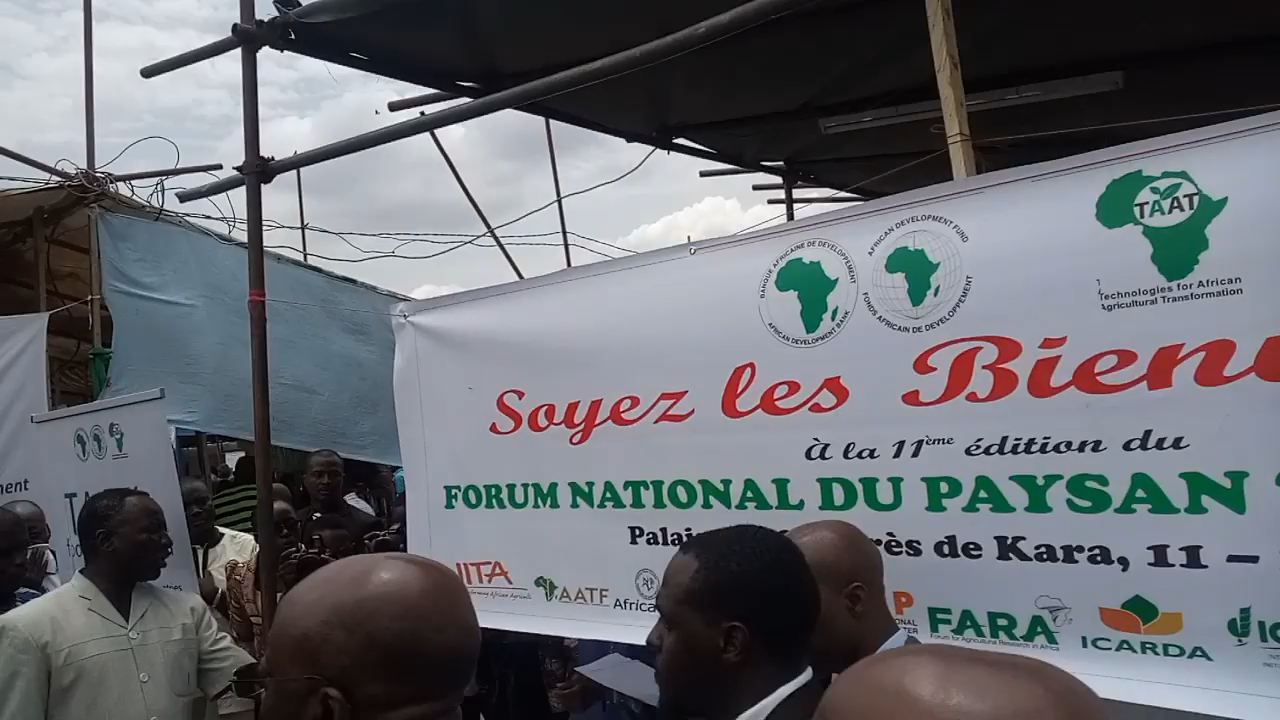 BANQUE AFRICAINE DE DEVELOPPEMENT
AFRICAN DEVELOPMENT BANK
AFRICAN DEVELOPMENT FUND
FONDS AFRICAIN DE DEVELOPPEMENT
TAAT
Technologies for African
Agricultural Transformation
Soyez les Bien
À la 11ème édition du
FORUM NATIONAL DU PAYSAN
de Kara, 11 –
IITA
AATF
Africa
FARA
Forum for Agricultural Research in Africa
ICARDA